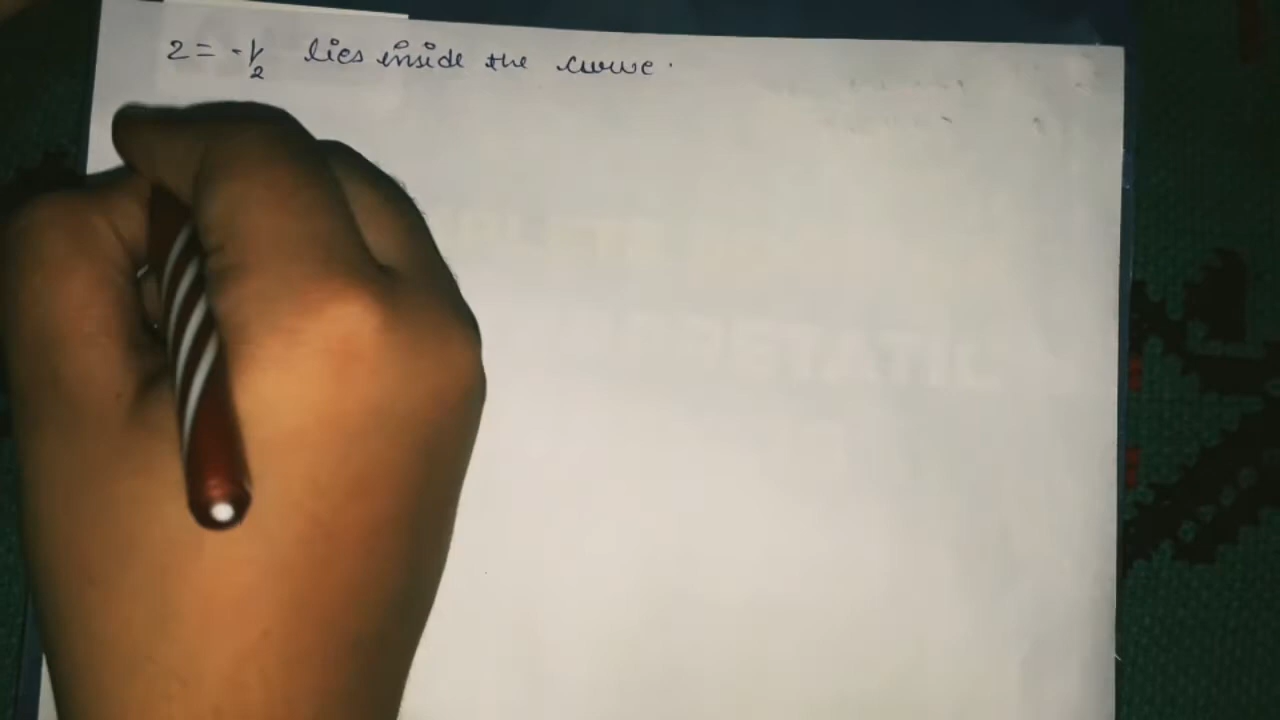 z = -1/2 lies inside the curve.